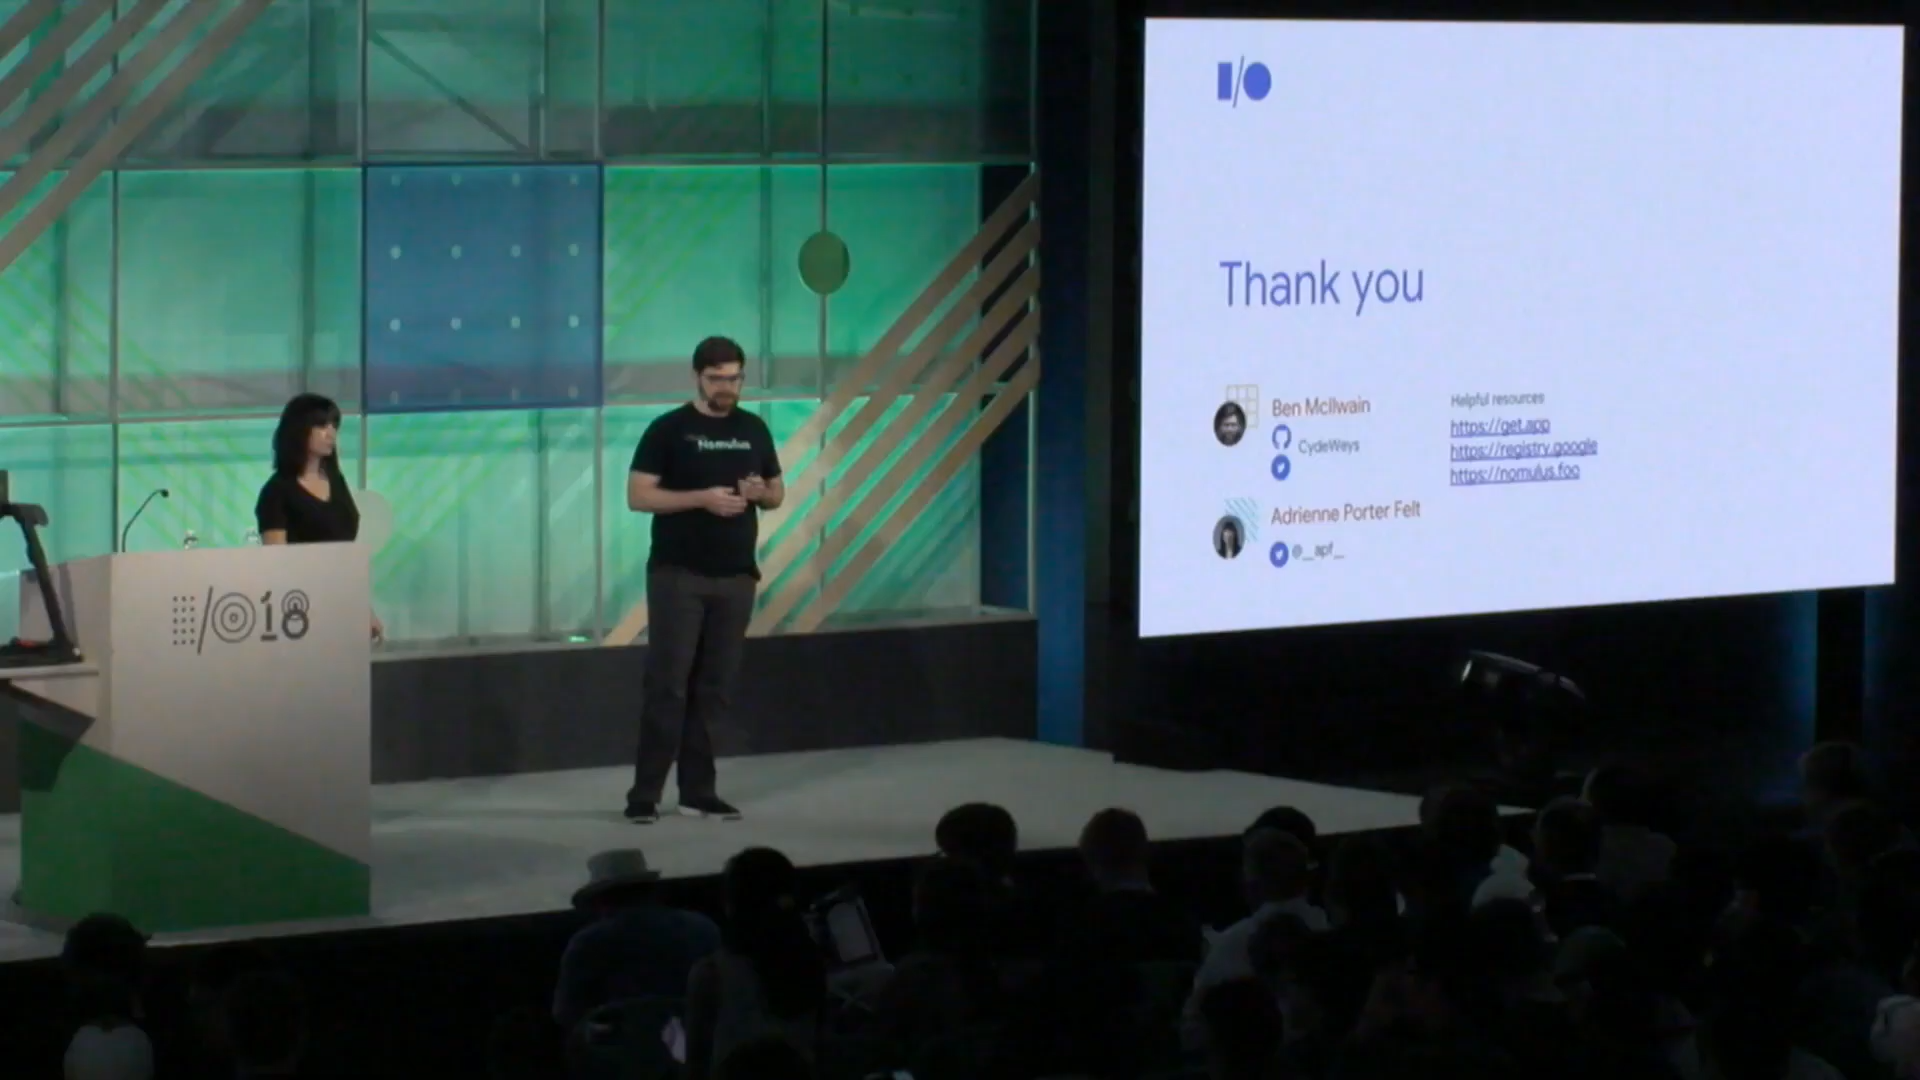 I/O
Thank you
Ben McIlwain
CydeWeys
Adrienne Porter Felt
@__apf__
Helpful resources
https://get.app
https://registry.google
https://nomulus.foo
Nomulus
I/O18